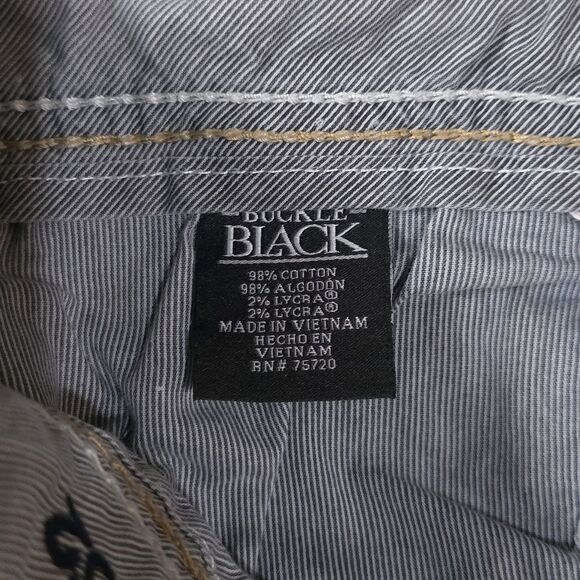 BUCKLE
BLACK
98% COTTON
98% ALGODÓN
2% LYCRA®
2% LYCRA®
MADE IN VIETNAM
HECHO EN
VIETNAM
RN# 75720